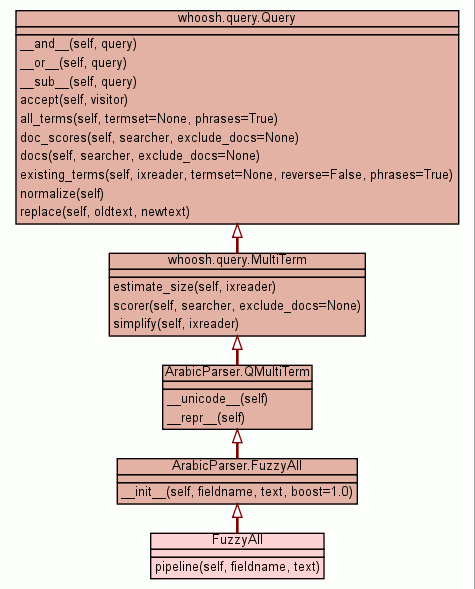 whoosh.query.Query
__and__(self, query)
__or__(self, query)
__sub__(self, query)
accept(self, visitor)
all_terms(self, termset=None, phrases=True)
doc_scores(self, searcher, exclude_docs=None)
docs(self, searcher, exclude_docs=None)
existing_terms(self, ixreader, termset=None, reverse=False, phrases=True)
normalize(self)
replace(self, oldtext, newtext)
whoosh.query.MultiTerm
estimate_size(self, ixreader)
scorer(self, searcher, exclude_docs=None)
simplify(self, ixreader)
ArabicParser.QMultiTerm
__unicode__(self)
__repr__(self)
ArabicParser.FuzzyAll
__init__(self, fieldname, text, boost=1.0)
FuzzyAll
pipeline(self, fieldname, text)